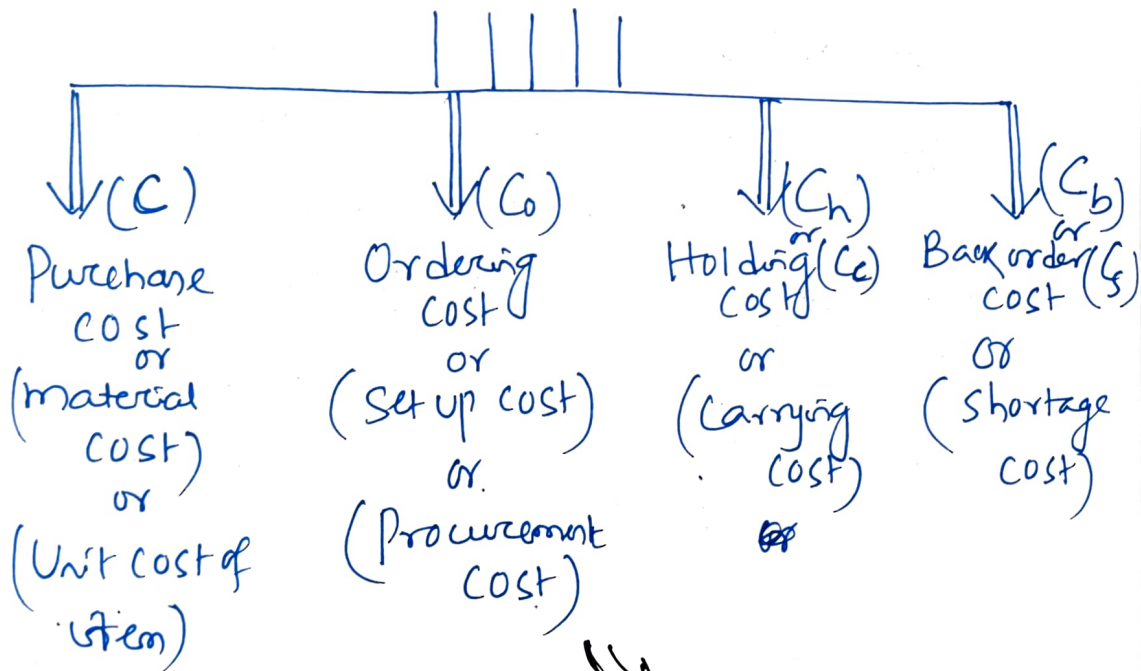 (C)
Purchase
cost
or
(material
cost)
or
(Unit cost of
item)
(Co)
Ordering
cost
or
(Set up cost)
or.
(Procurement
cost)
(Ch)
or
Holding (Cc)
cost
or
(Carrying
cost)
(Cb)
or
Back order (Cs)
cost
or
(Shortage
cost)